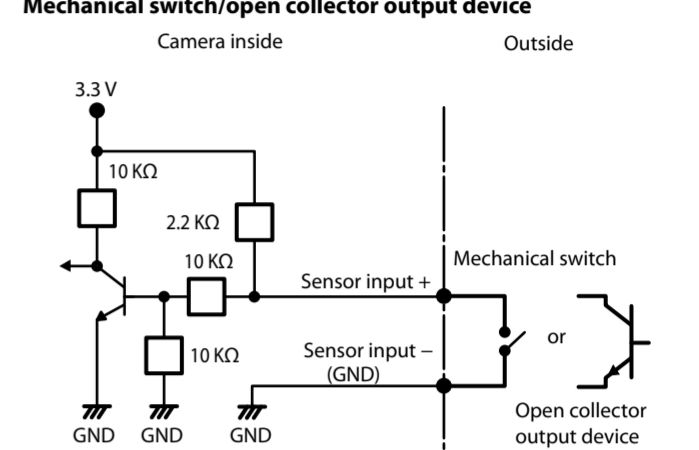 Mechanical switch/open collector output device
Camera inside
Outside
3.3 V
10 KΩ
2.2 KΩ
10 KΩ
Mechanical switch
Sensor input +
or
10 KΩ
Sensor input –
(GND)
GND
GND
GND
Open collector
output device